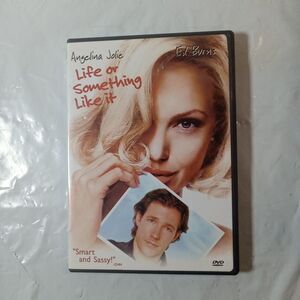 Angelina Jolie
Ed Burns
Life or
Something
Like it
"Smart
and Sassy!"
DVD